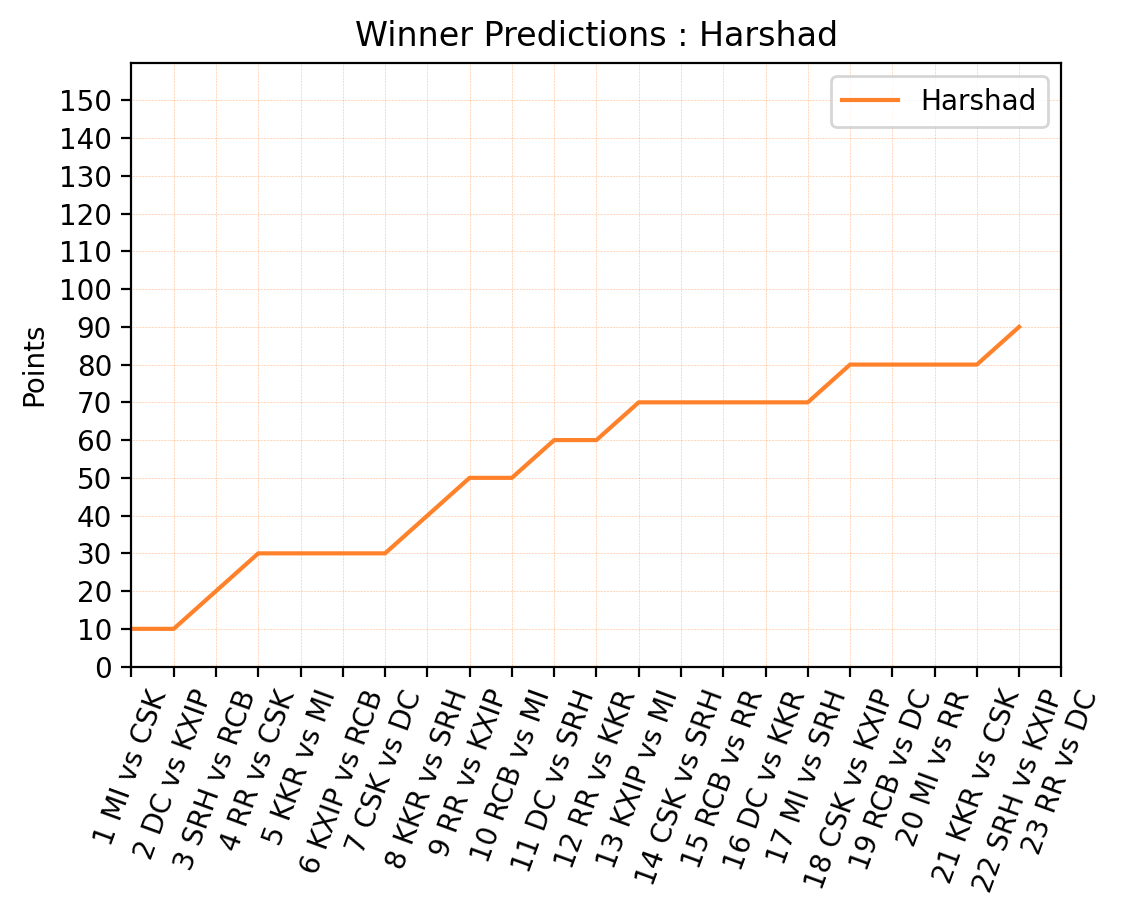 Winner Predictions : Harshad
Harshad
Points
150
140
130
120
110
100
90
80
70
60
50
40
30
20
10
0
1 MI vs CSK
2 DC vs KXIP
3 SRH vs RCB
4 RR vs CSK
5 KKR vs MI
6 KXIP vs RCB
7 CSK vs DC
8 KKR vs SRH
9 RR vs KXIP
10 RCB vs MI
11 DC vs SRH
12 RR vs KKR
13 KXIP vs MI
14 CSK vs SRH
15 RCB vs RR
16 DC vs KKR
17 MI vs SRH
18 CSK vs KXIP
19 RCB vs DC
20 MI vs RR
21 KKR vs CSK
22 SRH vs KXIP
23 RR vs DC